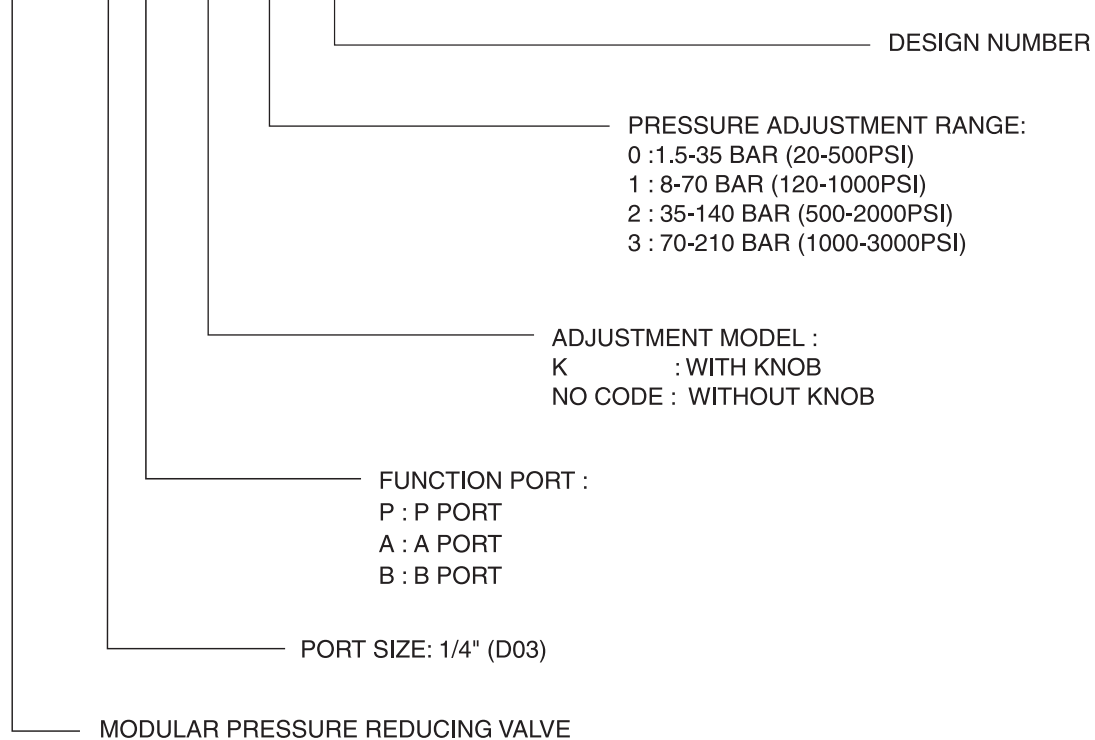 DESIGN NUMBER
PRESSURE ADJUSTMENT RANGE:
0 :1.5-35 BAR (20-500PSI)
1 : 8-70 BAR (120-1000PSI)
2 : 35-140 BAR (500-2000PSI)
3 : 70-210 BAR (1000-3000PSI)
ADJUSTMENT MODEL :
K : WITH KNOB
NO CODE : WITHOUT KNOB
FUNCTION PORT :
P : P PORT
A : A PORT
B : B PORT
PORT SIZE: 1/4" (D03)
MODULAR PRESSURE REDUCING VALVE